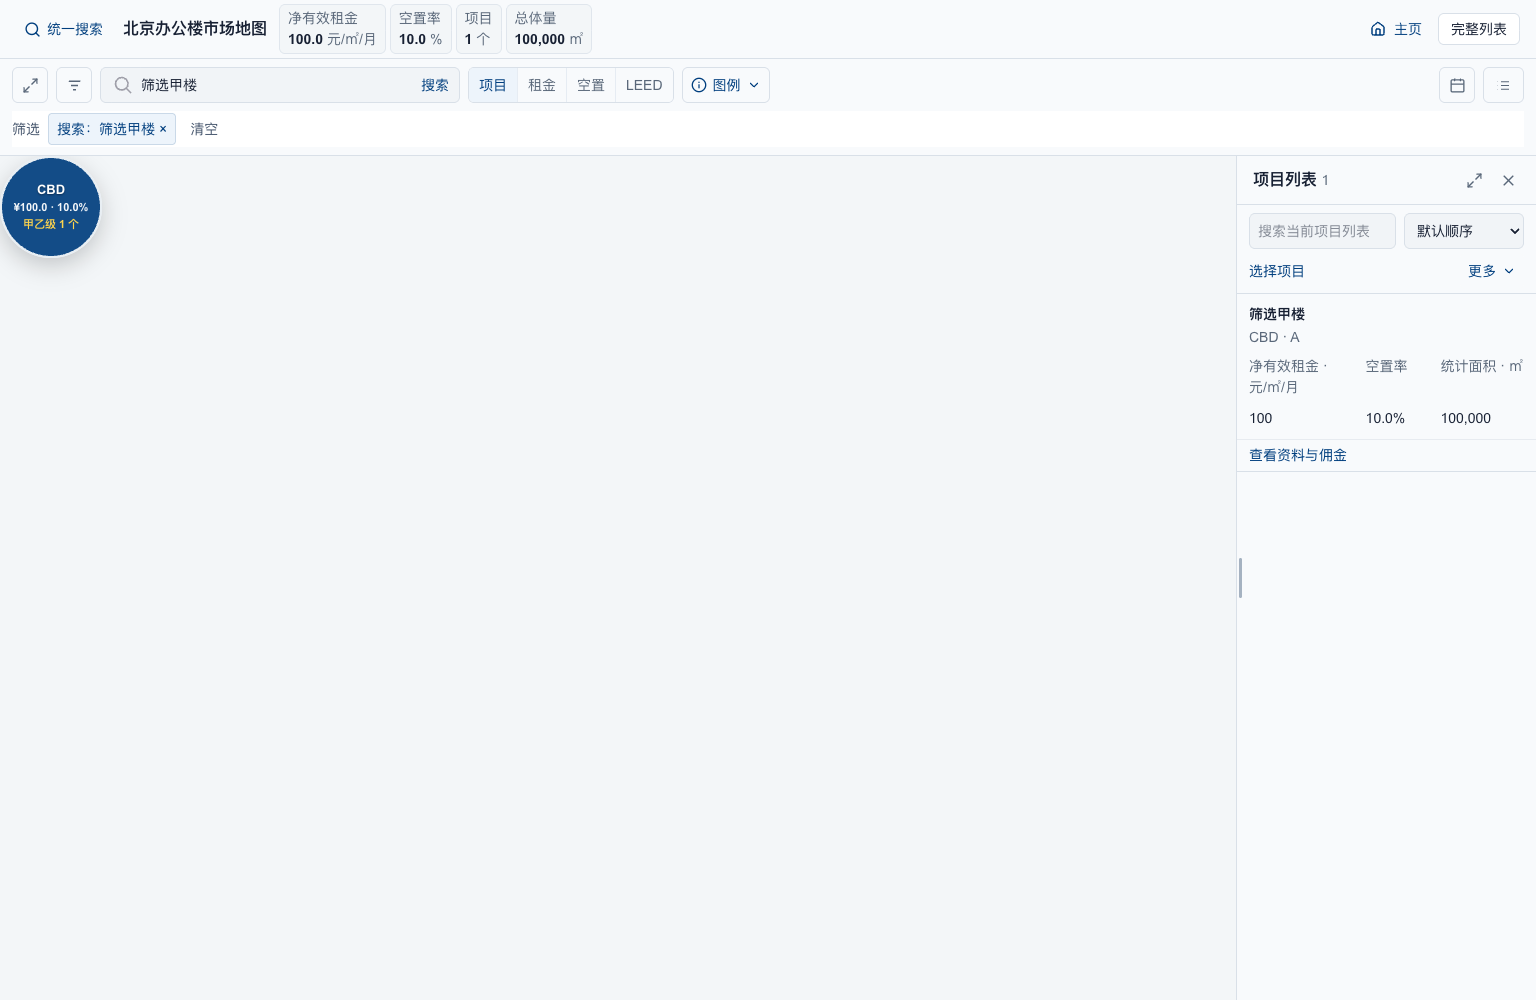 统一搜索
北京办公楼市场地图
净有效租金
100.0 元/㎡/月
空置率
10.0 %
项目
1 个
总体量
100,000 ㎡
主页
完整列表
筛选甲楼
搜索
项目
租金
空置
LEED
图例
筛选
搜索：筛选甲楼 ×
清空
CBD
¥100.0 · 10.0%
甲乙级 1 个
项目列表 1
搜索当前项目列表
默认顺序
选择项目
更多
筛选甲楼
CBD · A
净有效租金 ·
元/㎡/月
空置率
统计面积 · ㎡
100
10.0%
100,000
查看资料与佣金